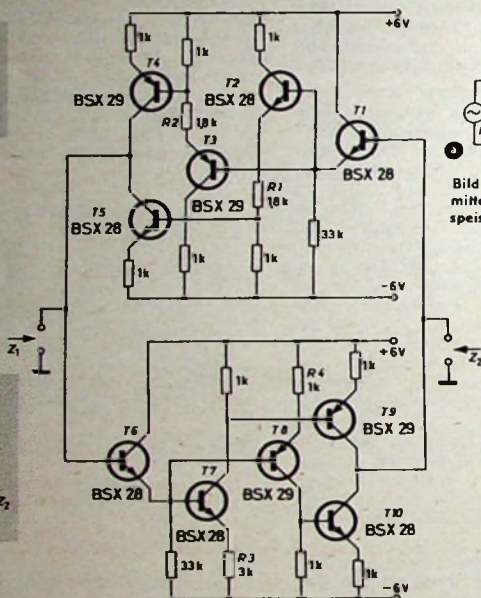 +6V
1k
1k
1k
1k
T4
BSX 29
T2
BSX 28
R2 1,8k
T3
T1
BSX 28
BSX 29
R1
1,8k
T5
BSX 28
33k
1k
1k
1k
-6V
Z1
Z2
+6V
1k
R4
1k
1k
T6
BSX 28
T7
BSX 28
T8
BSX 29
T9
BSX 29
T10
BSX 28
33k
R3
3k
1k
1k
-6V
a
Bild
mitte
speis
Z2